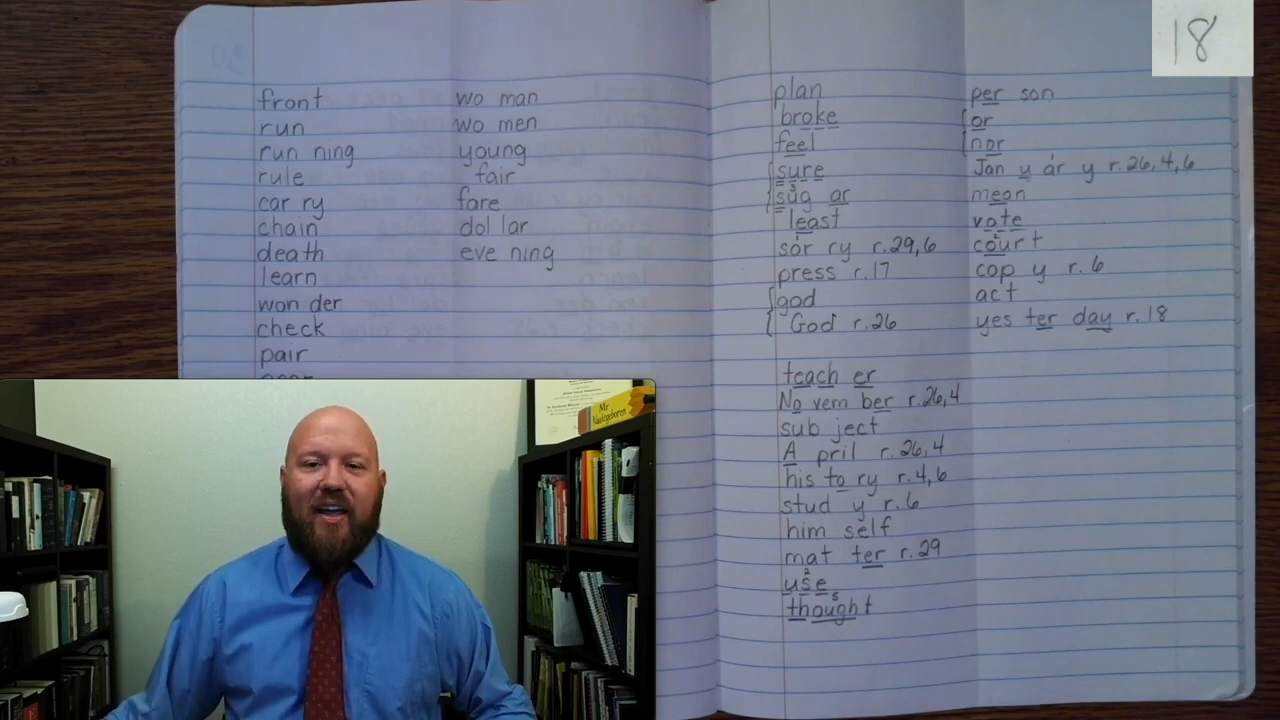 18
front
run
run ning
rule
car ry
chain
death
learn
won der
check
pair
wo man
wo men
young
fair
fare
dol lar
eve ning
plan
broke
feel
sure
sug ar
least
sor ry r.29,6
press r.17
god
God r.26
teach er
No vem ber r.26,4
sub ject
A pril r.26,4
his to ry r.4,6
stud y r.6
him self
mat ter r.29
use
thought
per son
or
nor
Jan u ar y r.26,4,6
mean
vote
court
cop y r.6
act
yes ter day r.18
Mr